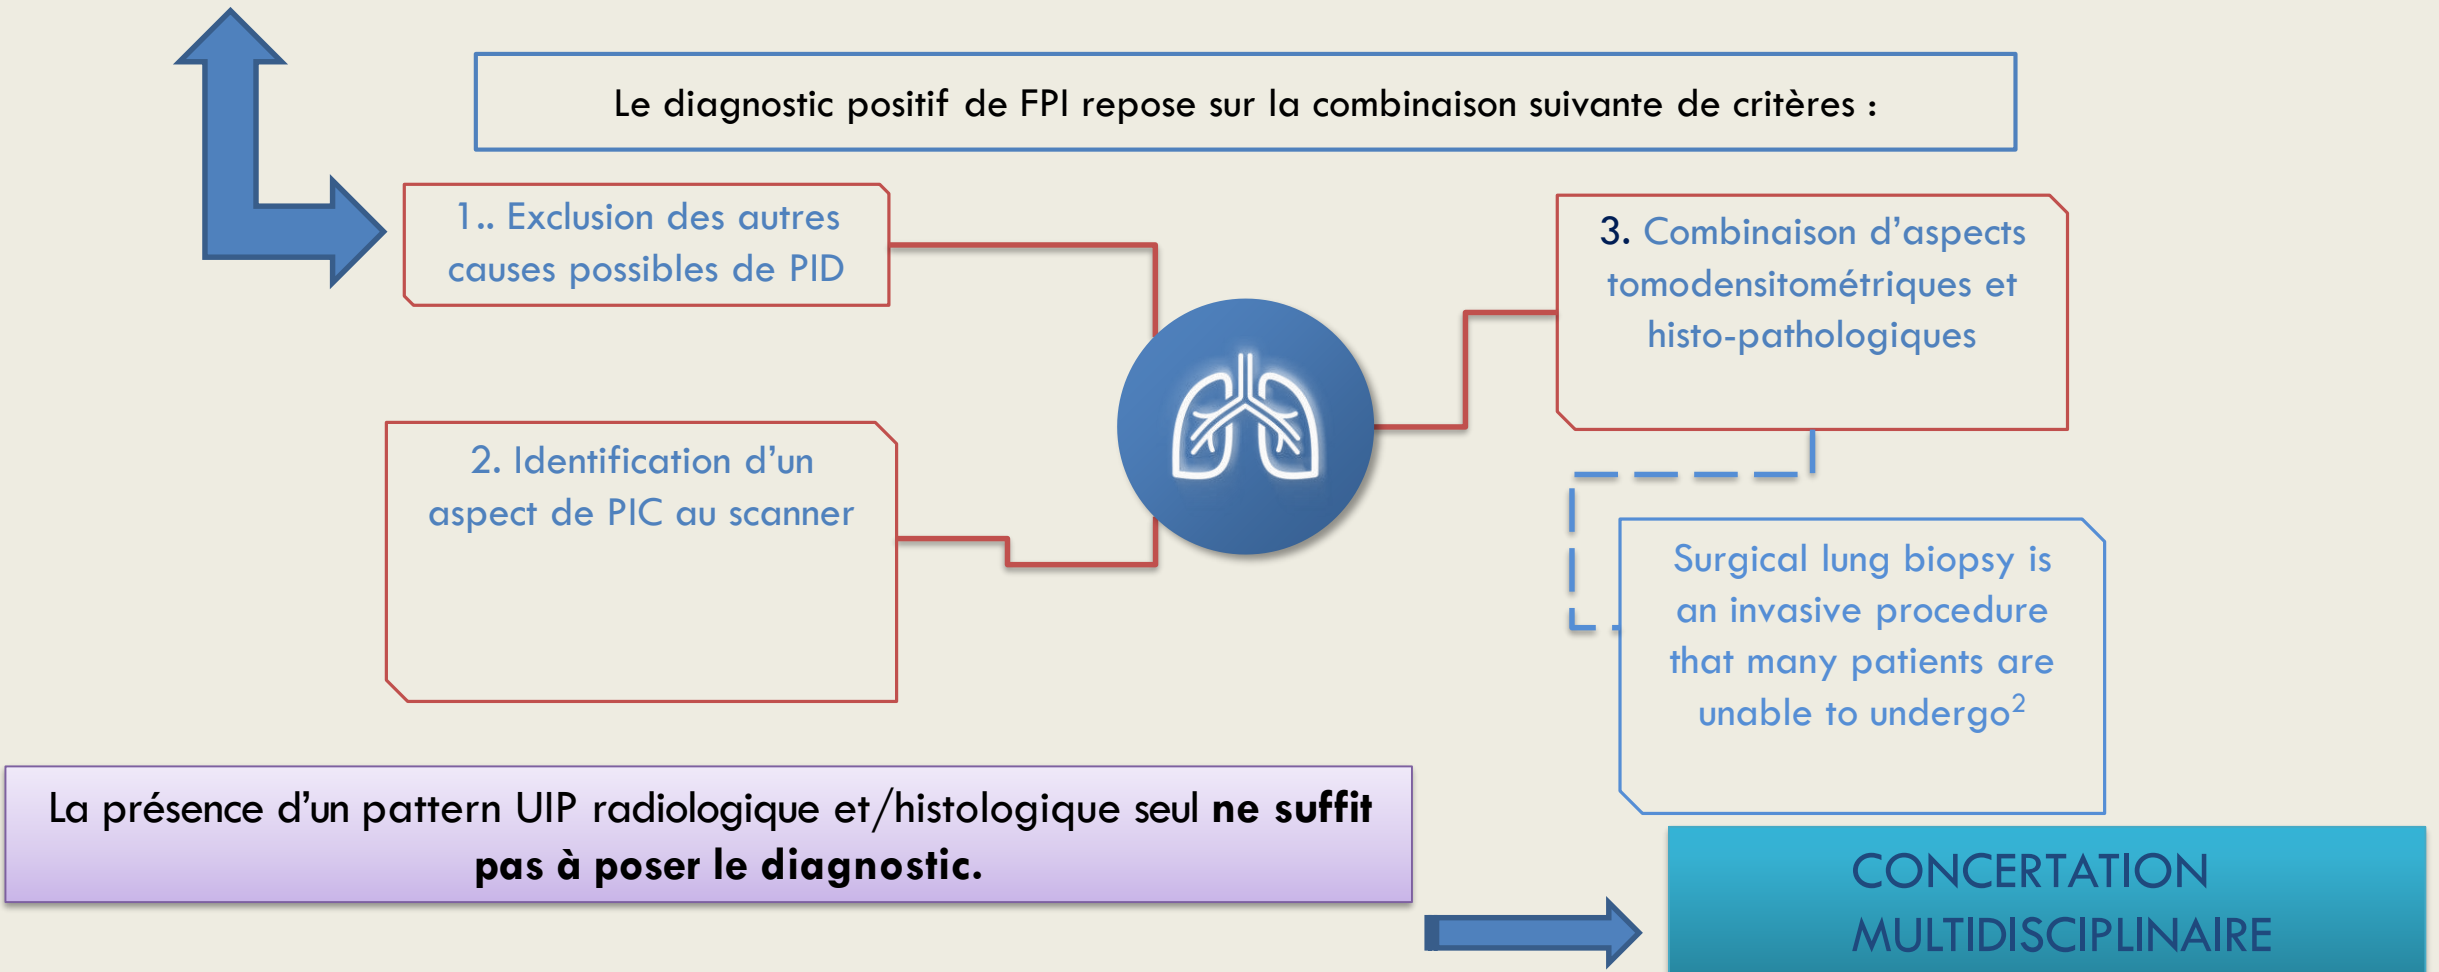 Le diagnostic positif de FPI repose sur la combinaison suivante de critères :
1.. Exclusion des autres
causes possibles de PID
2. Identification d'un
aspect de PIC au scanner
3. Combinaison d'aspects
tomodensitométriques et
histo-pathologiques
Surgical lung biopsy is
an invasive procedure
that many patients are
unable to undergo²
La présence d'un pattern UIP radiologique et/histologique seul ne suffit
pas à poser le diagnostic.
CONCERTATION
MULTIDISCIPLINAIRE